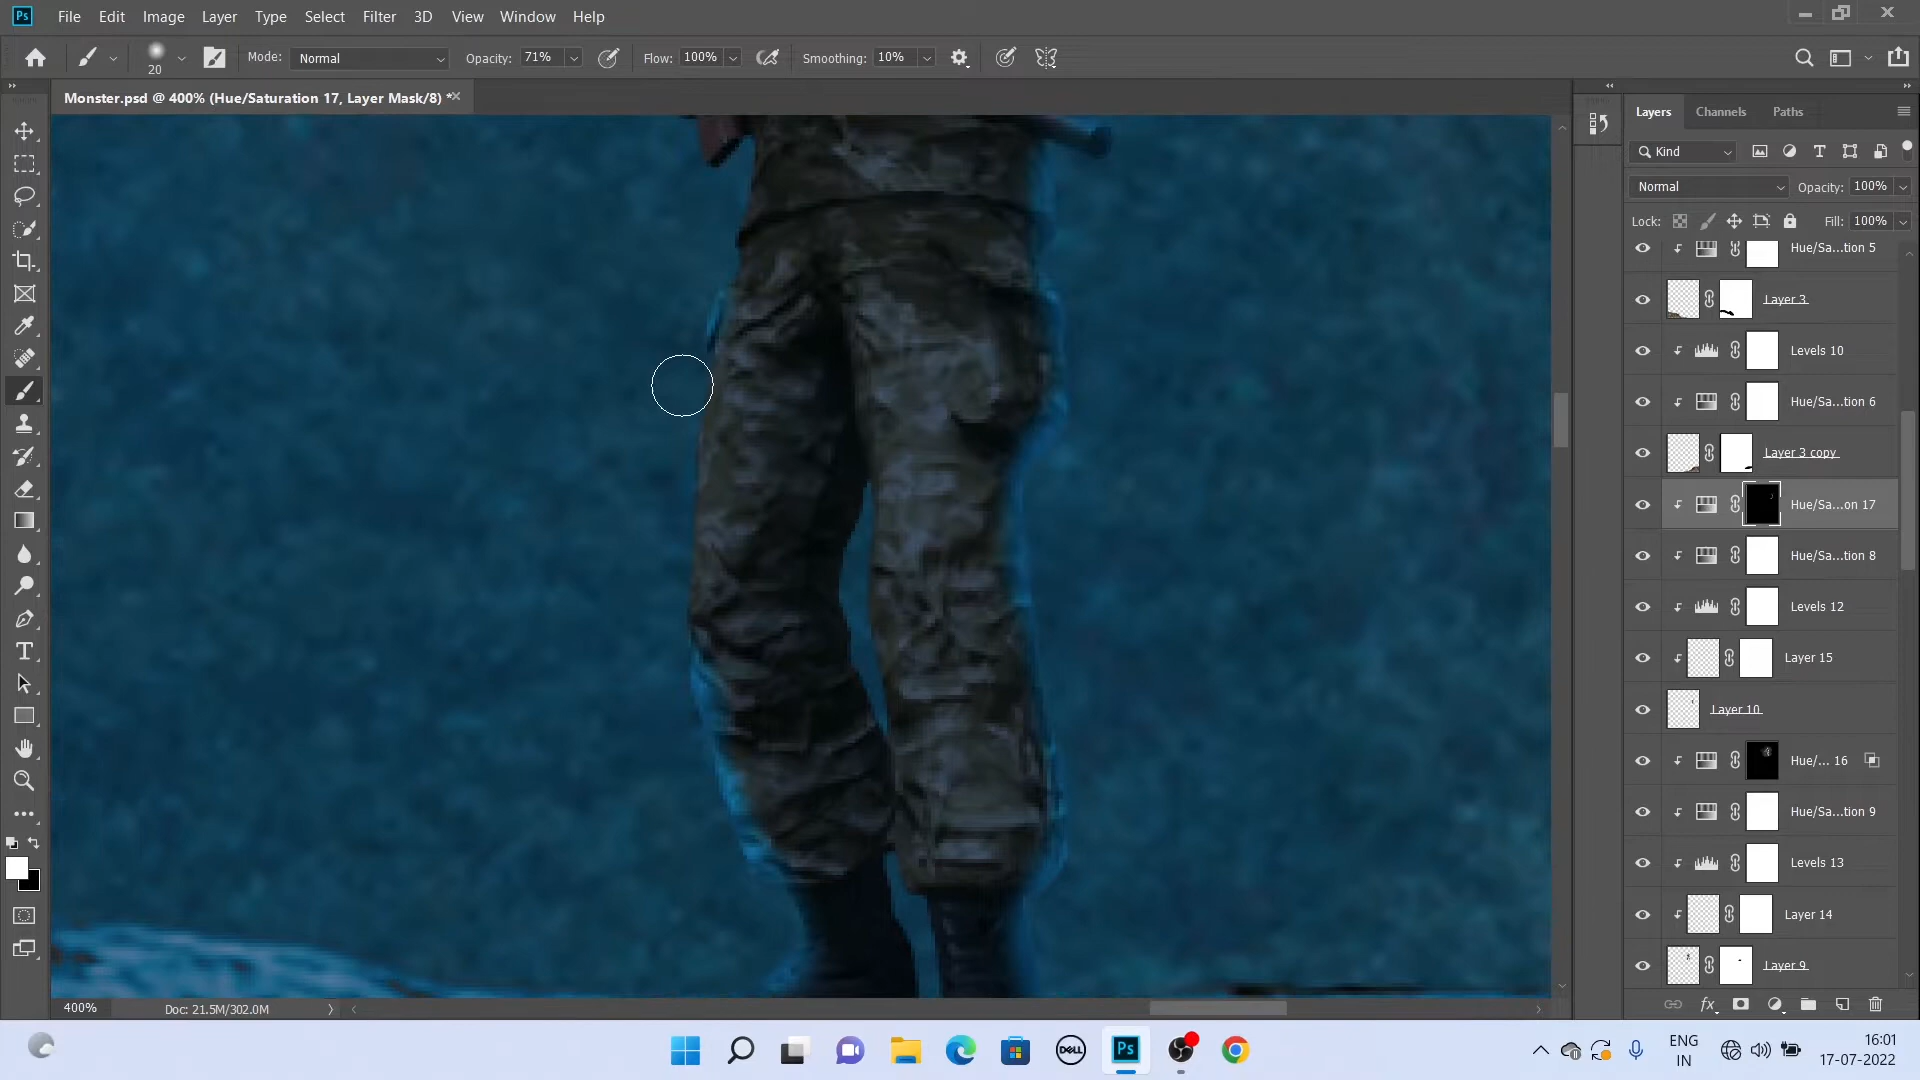 Ps File Edit Image Layer Type Select Filter 3D View Window Help
20 Mode: Normal Opacity: 71% Flow: 100% Smoothing: 10%
Monster.psd @ 400% (Hue/Saturation 17, Layer Mask/8) *
Layers Channels Paths
Kind
Normal Opacity: 100%
Lock: Fill: 100%
Hue/Sa...tion 5
Layer 3
Levels 10
Hue/Sa...tion 6
Layer 3 copy
Hue/Sa...on 17
Hue/Sa...tion 8
Levels 12
Layer 15
Layer 10
Hue/... 16
Hue/Sa...tion 9
Levels 13
Layer 14
Layer 9
400% Doc: 21.5M/302.0M
DELL Ps
ENG
IN
16:01
17-07-2022